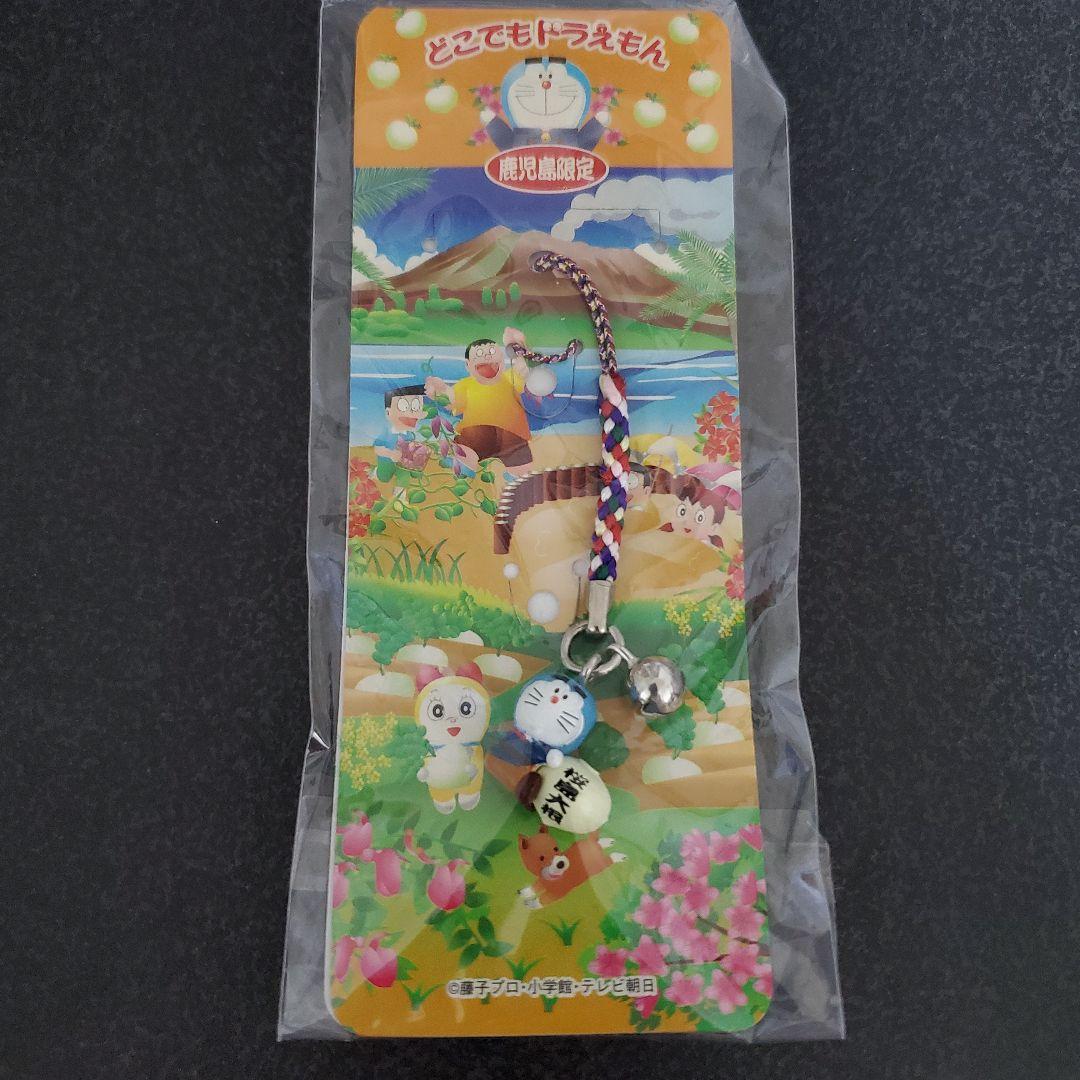 どこでもドラえもん
鹿児島限定
桜島大根
©藤子プロ・小学館・テレビ朝日